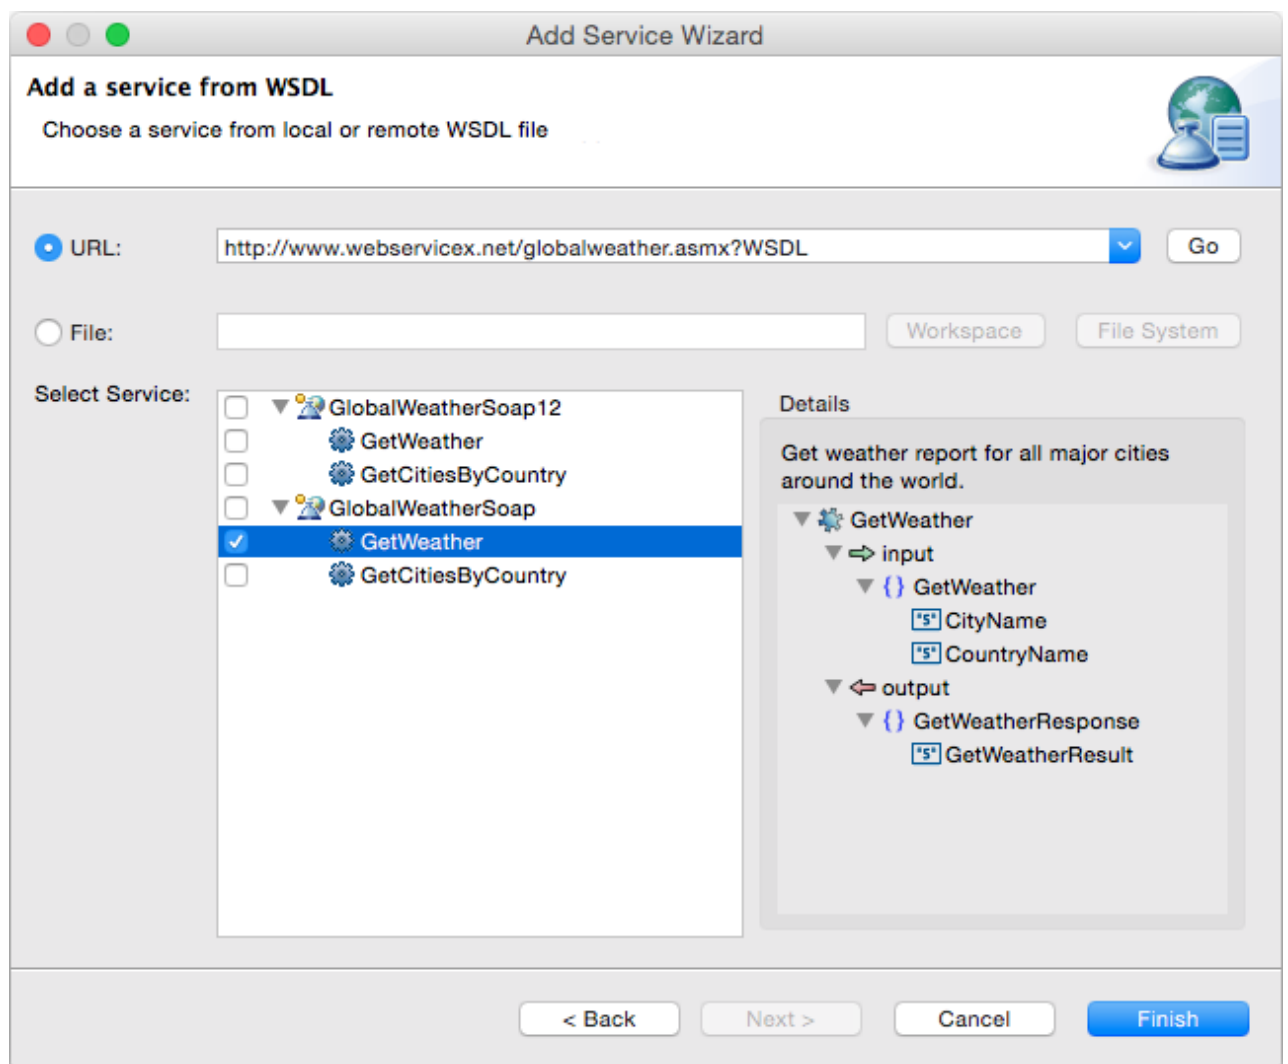 Add Service Wizard
Add a service from WSDL
Choose a service from local or remote WSDL file
URL:
http://www.webservicex.net/globalweather.asmx?WSDL
Go
File:
Workspace
File System
Select Service:
GlobalWeatherSoap12
GetWeather
GetCitiesByCountry
GlobalWeatherSoap
GetWeather
GetCitiesByCountry
Details
Get weather report for all major cities
around the world.
GetWeather
input
{} GetWeather
"S" CityName
"S" CountryName
output
{} GetWeatherResponse
"S" GetWeatherResult
< Back
Next >
Cancel
Finish